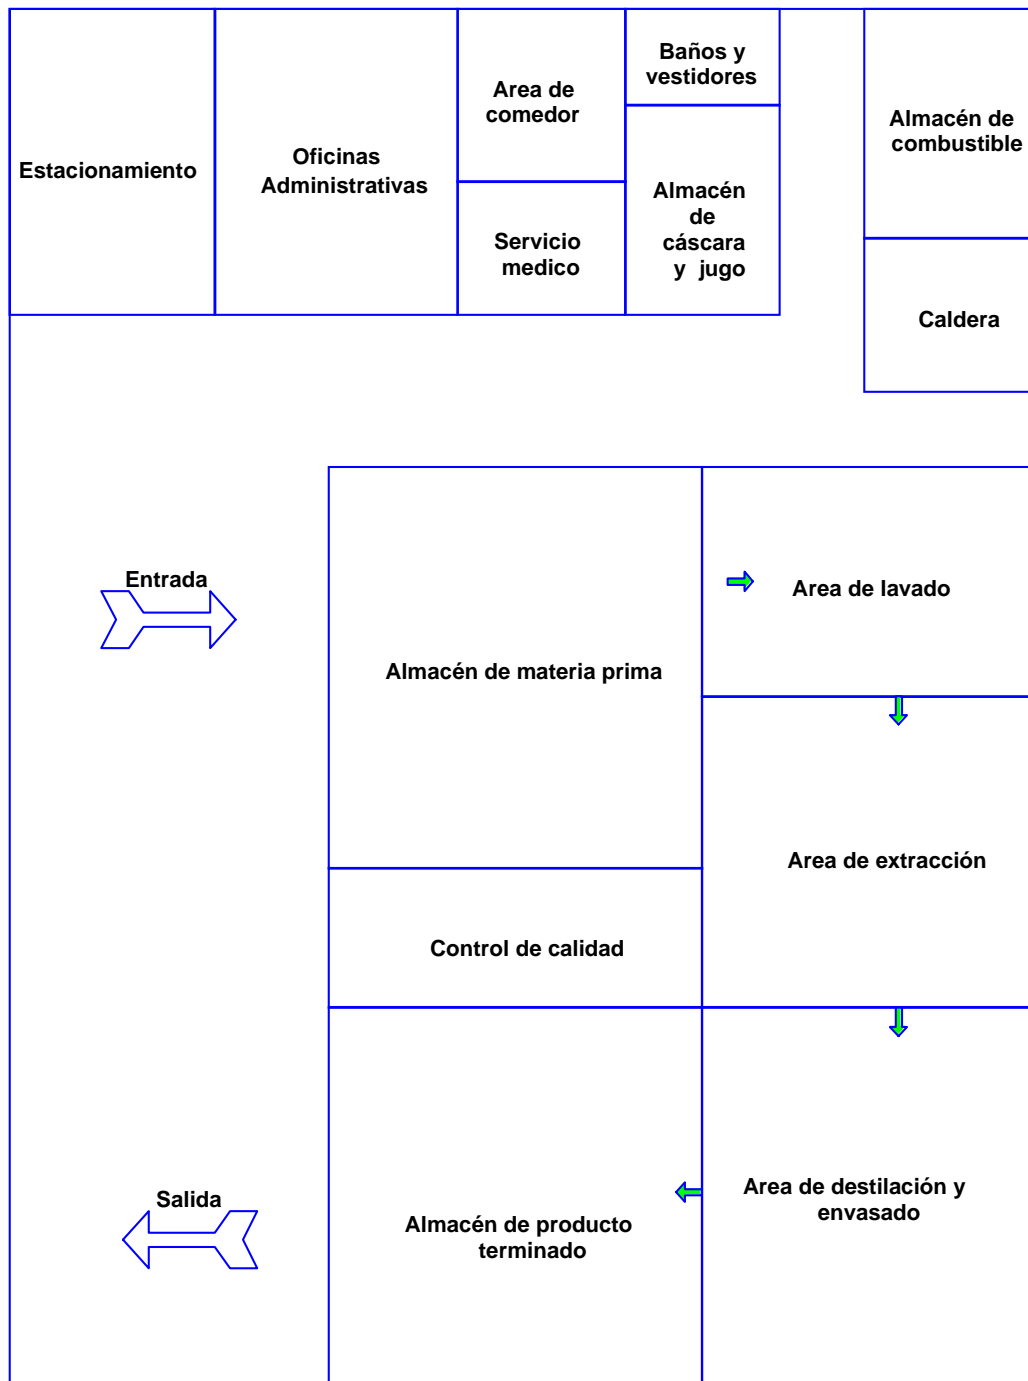 Estacionamiento
Oficinas
Administrativas
Area de
comedor
Servicio
medico
Baños y
vestidores
Almacén
de
cáscara
y jugo
Almacén de
combustible
Caldera
Entrada
Almacén de materia prima
Area de lavado
Area de extracción
Control de calidad
Salida
Almacén de producto
terminado
Area de destilación y
envasado